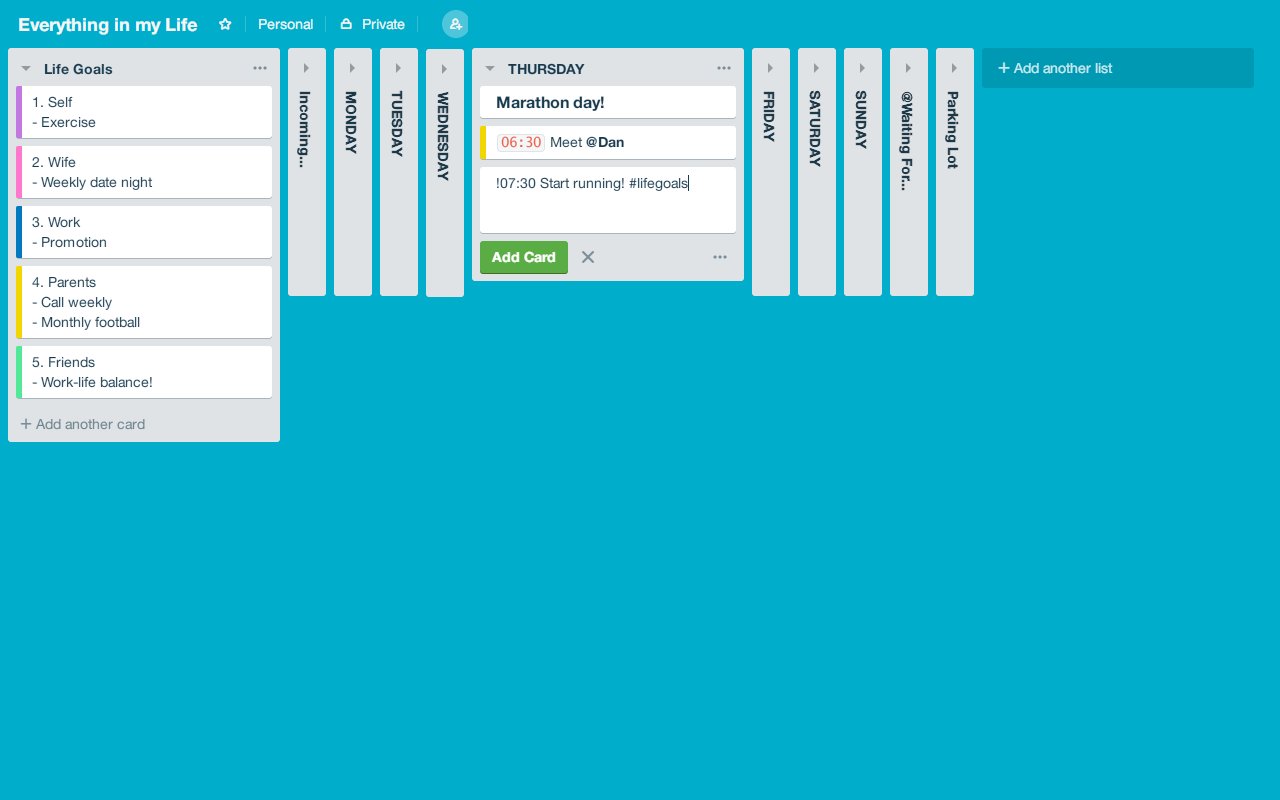 Everything in my Life
Personal
Private
Life Goals
1. Self
- Exercise
2. Wife
- Weekly date night
3. Work
- Promotion
4. Parents
- Call weekly
- Monthly football
5. Friends
- Work-life balance!
+ Add another card
Incoming...
MONDAY
TUESDAY
WEDNESDAY
THURSDAY
Marathon day!
06:30 Meet @Dan
!07:30 Start running! #lifegoals
Add Card
FRIDAY
SATURDAY
SUNDAY
@Waiting For...
Parking Lot
+ Add another list